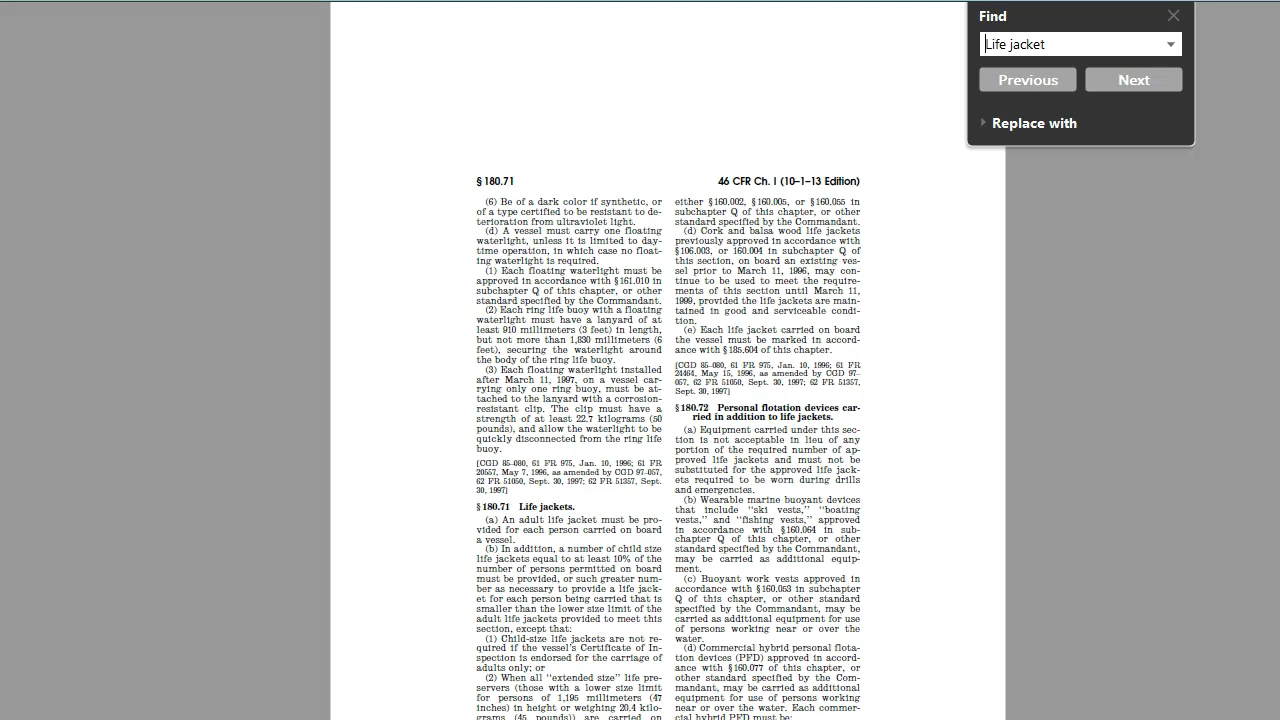 Find
Life jacket
Previous
Next
Replace with
§ 180.71
46 CFR Ch. I (10–1–13 Edition)
(6) Be of a dark color if synthetic, or
of a type certified to be resistant to de-
terioration from ultraviolet light.
(d) A vessel must carry one floating
waterlight, unless it is limited to day-
time operation, in which case no float-
ing waterlight is required.
(1) Each floating waterlight must be
approved in accordance with § 161.010 in
subchapter Q of this chapter, or other
standard specified by the Commandant.
(2) Each ring life buoy with a floating
waterlight must have a lanyard of at
least 910 millimeters (3 feet) in length,
but not more than 1,830 millimeters (6
feet), securing the waterlight around
the body of the ring life buoy.
(3) Each floating waterlight installed
after March 11, 1997, on a vessel car-
rying only one ring buoy, must be at-
tached to the lanyard with a corrosion-
resistant clip. The clip must have a
strength of at least 22.7 kilograms (50
pounds), and allow the waterlight to be
quickly disconnected from the ring life
buoy.
[CGD 85–080, 61 FR 975, Jan. 10, 1996; 61 FR
20557, May 7, 1996, as amended by CGD 97–057,
62 FR 51050, Sept. 30, 1997; 62 FR 51357, Sept.
30, 1997]
§ 180.71 Life jackets.
(a) An adult life jacket must be pro-
vided for each person carried on board
a vessel.
(b) In addition, a number of child size
life jackets equal to at least 10% of the
number of persons permitted on board
must be provided, or such greater num-
ber as necessary to provide a life jack-
et for each person being carried that is
smaller than the lower size limit of the
adult life jackets provided to meet this
section, except that:
(1) Child-size life jackets are not re-
quired if the vessel's Certificate of In-
spection is endorsed for the carriage of
adults only; or
(2) When all "extended size" life pre-
servers (those with a lower size limit
for persons of 1,195 millimeters (47
inches) in height or weighing 20.4 kilo-
grams (45 pounds)) are carried on
either § 160.002, § 160.005, or § 160.055 in
subchapter Q of this chapter, or other
standard specified by the Commandant.
(d) Cork and balsa wood life jackets
previously approved in accordance with
§ 106.003, or 160.004 in subchapter Q of
this section, on board an existing ves-
sel prior to March 11, 1996, may con-
tinue to be used to meet the require-
ments of this section until March 11,
1999, provided the life jackets are main-
tained in good and serviceable condi-
tion.
(e) Each life jacket carried on board
the vessel must be marked in accord-
ance with § 185.604 of this chapter.
[CGD 85–080, 61 FR 975, Jan. 10, 1996; 61 FR
24464, May 15, 1996, as amended by CGD 97–
057, 62 FR 51050, Sept. 30, 1997; 62 FR 51357,
Sept. 30, 1997]
§ 180.72 Personal flotation devices car-
ried in addition to life jackets.
(a) Equipment carried under this sec-
tion is not acceptable in lieu of any
portion of the required number of ap-
proved life jackets and must not be
substituted for the approved life jack-
ets required to be worn during drills
and emergencies.
(b) Wearable marine buoyant devices
that include "ski vests," "boating
vests," and "fishing vests," approved
in accordance with § 160.064 in sub-
chapter Q of this chapter, or other
standard specified by the Commandant,
may be carried as additional equip-
ment.
(c) Buoyant work vests approved in
accordance with § 160.053 in subchapter
Q of this chapter, or other standard
specified by the Commandant, may be
carried as additional equipment for use
of persons working near or over the
water.
(d) Commercial hybrid personal flota-
tion devices (PFD) approved in accord-
ance with § 160.077 of this chapter, or
other standard specified by the Com-
mandant, may be carried as additional
equipment for use of persons working
near or over the water. Each commer-
cial hybrid PFD must be: